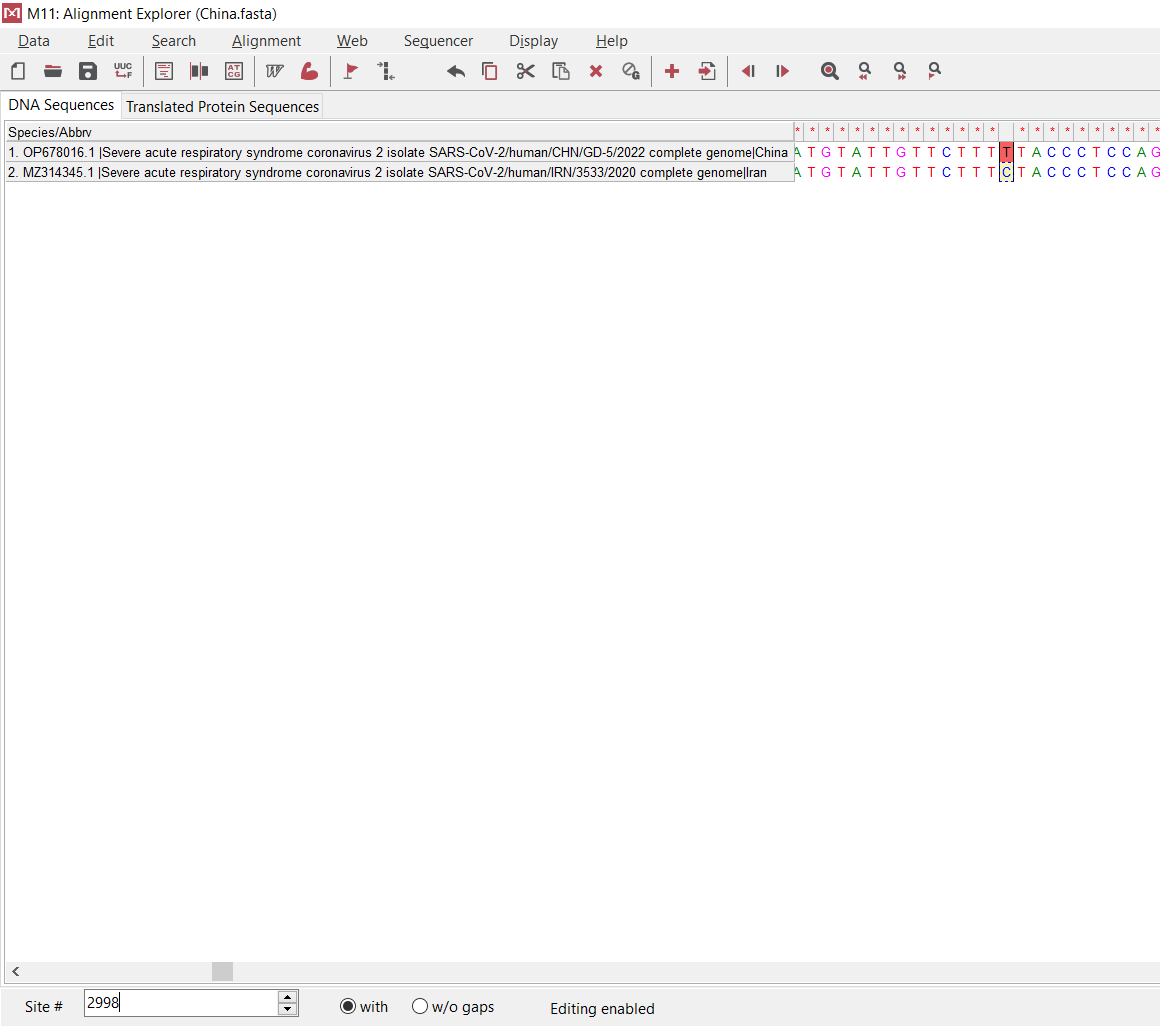 M11: Alignment Explorer (China.fasta)
Data Edit Search Alignment Web Sequencer Display Help
UUC F W AT CG
DNA Sequences Translated Protein Sequences
Species/Abbrv * * * * * * * * * * * * * * * * * * * * * * * *
1. OP678016.1 |Severe acute respiratory syndrome coronavirus 2 isolate SARS-CoV-2/human/CHN/GD-5/2022 complete genome|China A T G T A T T G T T C T T T T T A C C C T C C A G
2. MZ314345.1 |Severe acute respiratory syndrome coronavirus 2 isolate SARS-CoV-2/human/IRN/3533/2020 complete genome|Iran A T G T A T T G T T C T T T C T A C C C T C C A G
Site # 2998 with w/o gaps Editing enabled